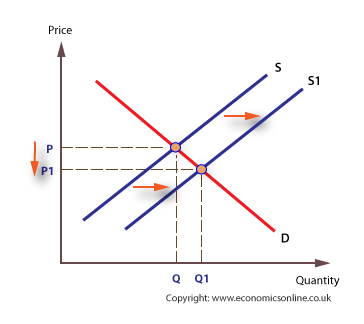 Price
S
S1
P
P1
D
Q Q1
Quantity
Copyright: www.economicsonline.co.uk